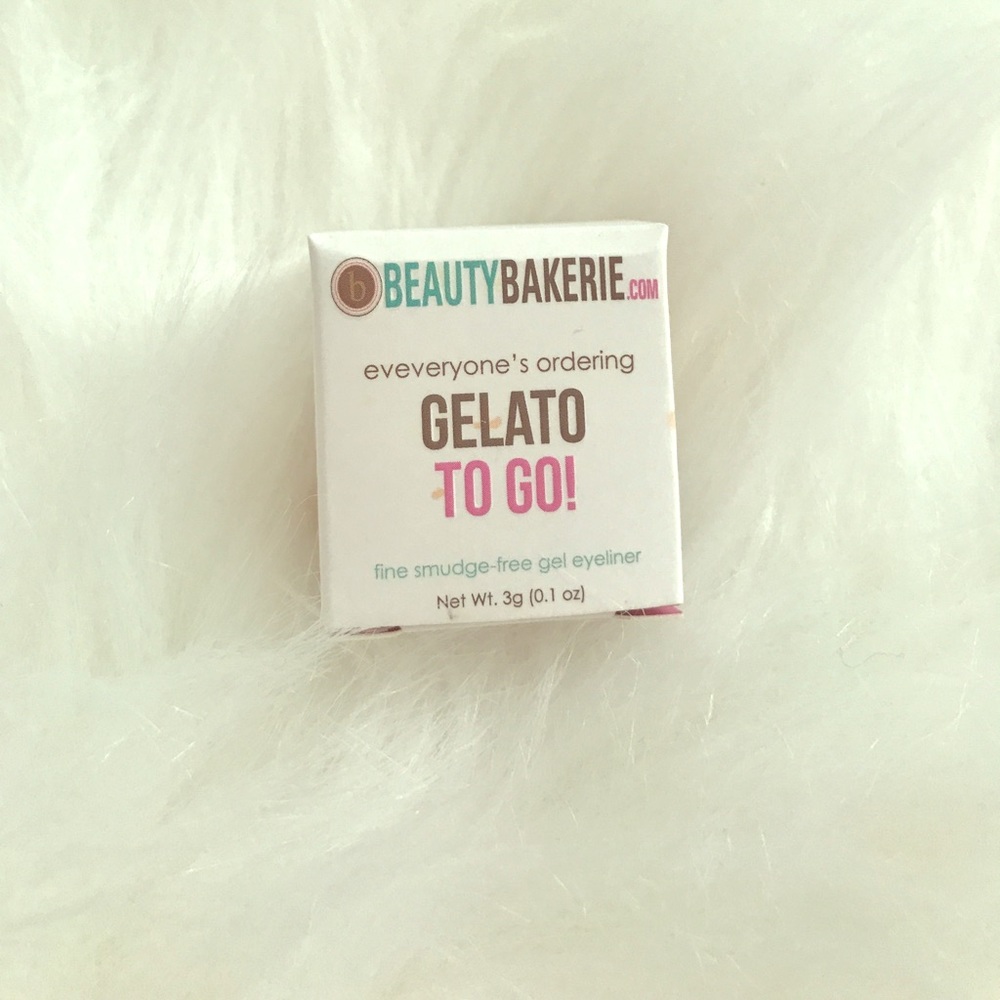 b BEAUTYBAKERIE.COM
eveveryone's ordering
GELATO
TO GO!
fine smudge-free gel eyeliner
Net Wt. 3g (0.1 oz)